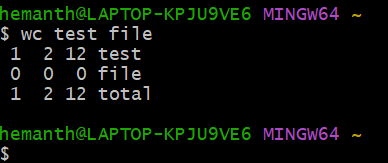 hemanth@LAPTOP-KPJU9VE6 MINGW64 ~
$ wc test file
 1  2 12 test
 0  0  0 file
 1  2 12 total
hemanth@LAPTOP-KPJU9VE6 MINGW64 ~
$